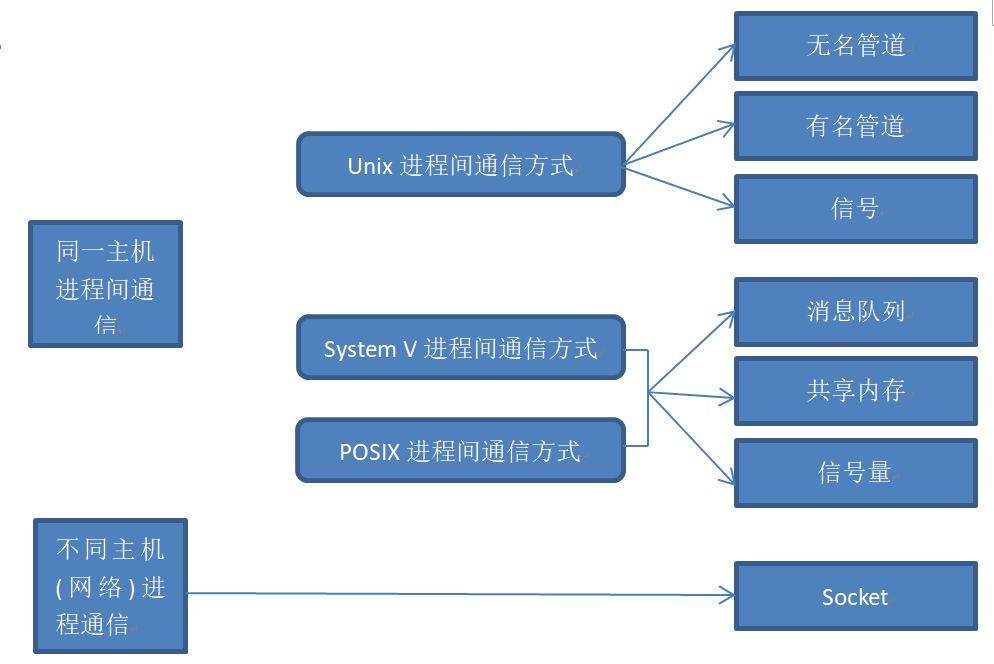 无名管道
有名管道
Unix 进程间通信方式
信号
同一主机
进程间通
信
消息队列
System V 进程间通信方式
共享内存
POSIX 进程间通信方式
信号量
不同主机
(网络)进
程通信
Socket